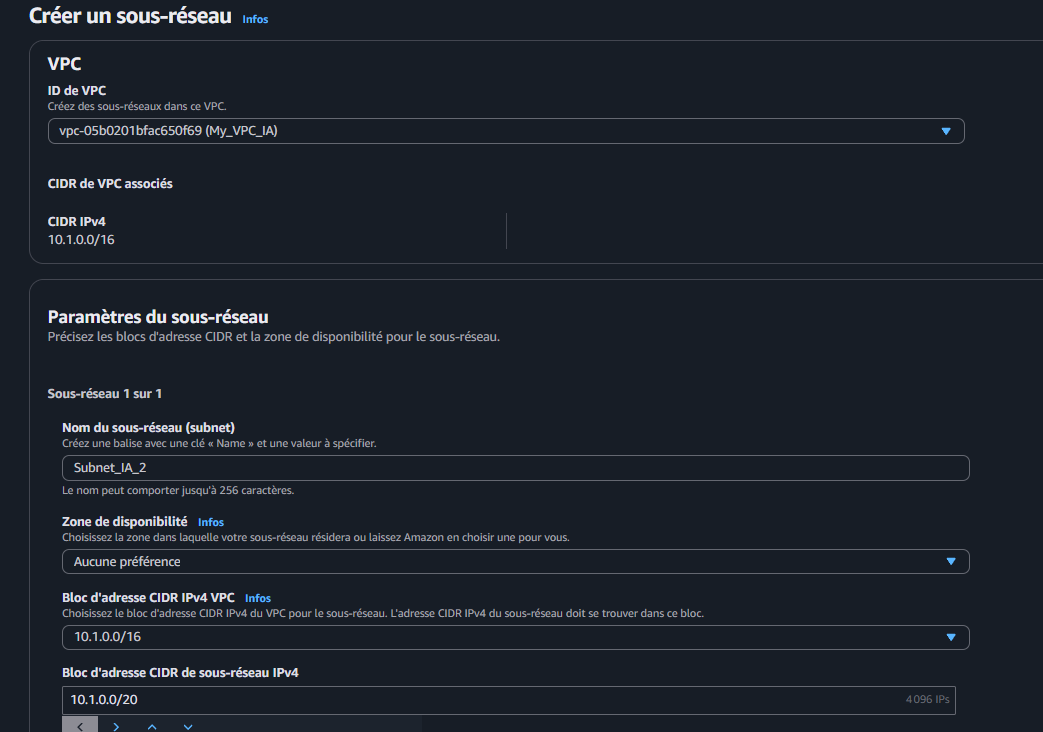 Créer un sous-réseau Infos
VPC
ID de VPC
Créez des sous-réseaux dans ce VPC.
vpc-05b0201bfac650f69 (My_VPC_IA)
CIDR de VPC associés
CIDR IPv4
10.1.0.0/16
Paramètres du sous-réseau
Précisez les blocs d'adresse CIDR et la zone de disponibilité pour le sous-réseau.
Sous-réseau 1 sur 1
Nom du sous-réseau (subnet)
Créez une balise avec une clé « Name » et une valeur à spécifier.
Subnet_IA_2
Le nom peut comporter jusqu'à 256 caractères.
Zone de disponibilité Infos
Choisissez la zone dans laquelle votre sous-réseau résidera ou laissez Amazon en choisir une pour vous.
Aucune préférence
Bloc d'adresse CIDR IPv4 VPC Infos
Choisissez le bloc d'adresse CIDR IPv4 du VPC pour le sous-réseau. L'adresse CIDR IPv4 du sous-réseau doit se trouver dans ce bloc.
10.1.0.0/16
Bloc d'adresse CIDR de sous-réseau IPv4
10.1.0.0/20 4 096 IPs